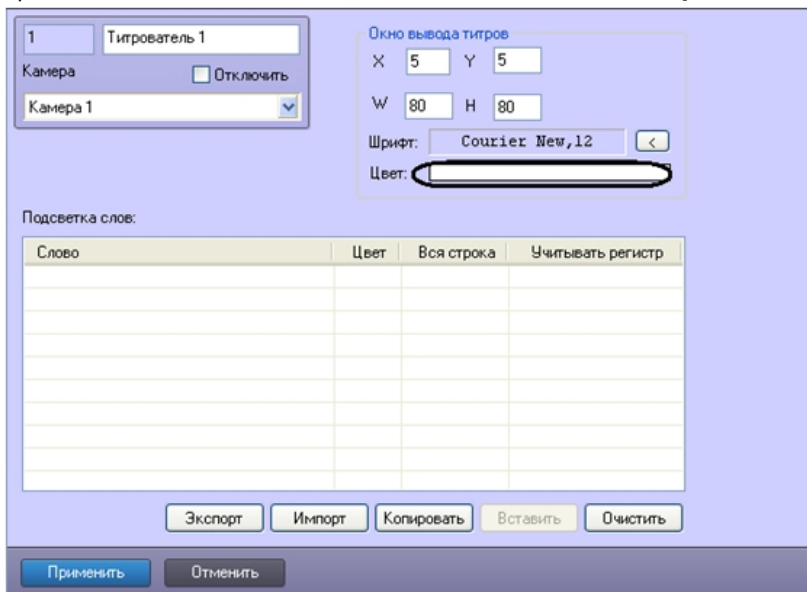 1 Титрователь 1
Камера Отключить
Камера 1
Окно вывода титров
X 5 Y 5
W 80 H 80
Шрифт: Courier New,12 <
Цвет:
Подсветка слов:
Слово Цвет Вся строка Учитывать регистр
Экспорт Импорт Копировать Вставить Очистить
Применить Отменить